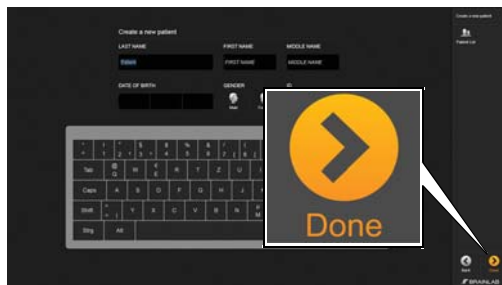 Create a new patient
Create a new patient
LAST NAME
FIRST NAME
MIDDLE NAME
Patient
FIRST NAME
MIDDLE NAME
Patient List
DATE OF BIRTH
GENDER
ID
Male
Tab
Q
W
E
R
T
Z
U
Caps
A
S
D
F
G
H
J
Shift
Y
X
C
V
B
N
M
Strg
Alt
Done
Back
Done
BRAINLAB